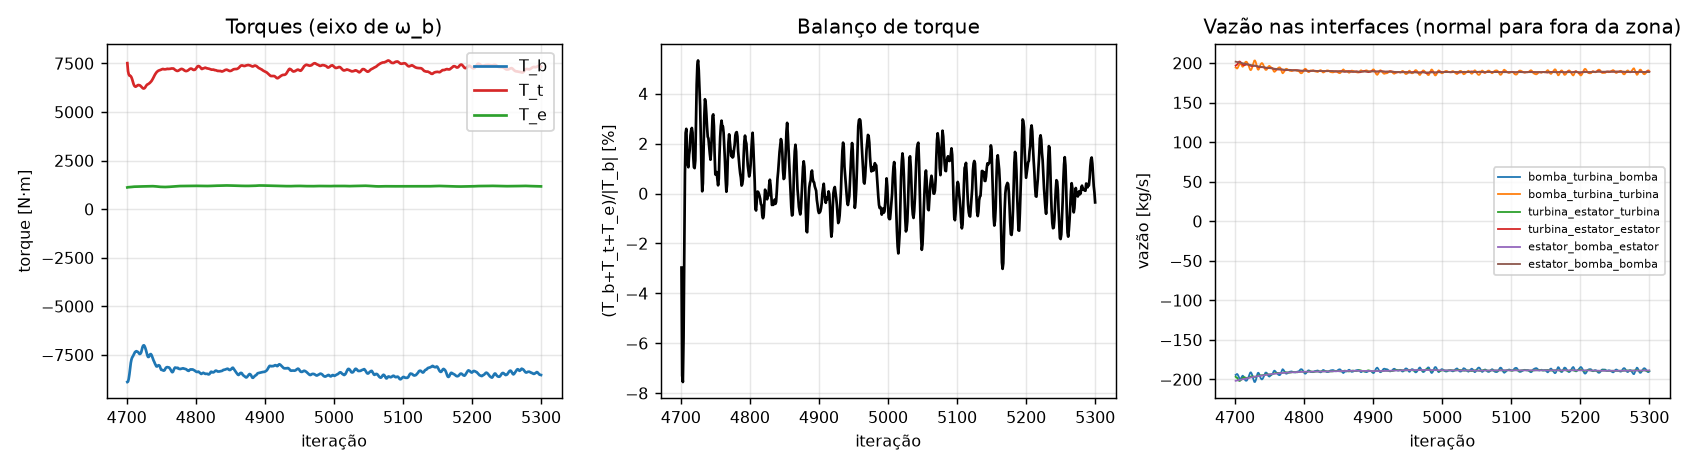 Torques (eixo de ω_b)
7500
5000
2500
0
−2500
−5000
−7500
torque [N·m]
T_b
T_t
T_e
4700 4800 4900 5000 5100 5200 5300
iteração
Balanço de torque
4
2
0
−2
−4
−6
−8
(T_b+T_t+T_e)/|T_b| [%]
4700 4800 4900 5000 5100 5200 5300
iteração
Vazão nas interfaces (normal para fora da zona)
200
150
100
50
0
−50
−100
−150
−200
vazão [kg/s]
bomba_turbina_bomba
bomba_turbina_turbina
turbina_estator_turbina
turbina_estator_estator
estator_bomba_estator
estator_bomba_bomba
4700 4800 4900 5000 5100 5200 5300
iteração